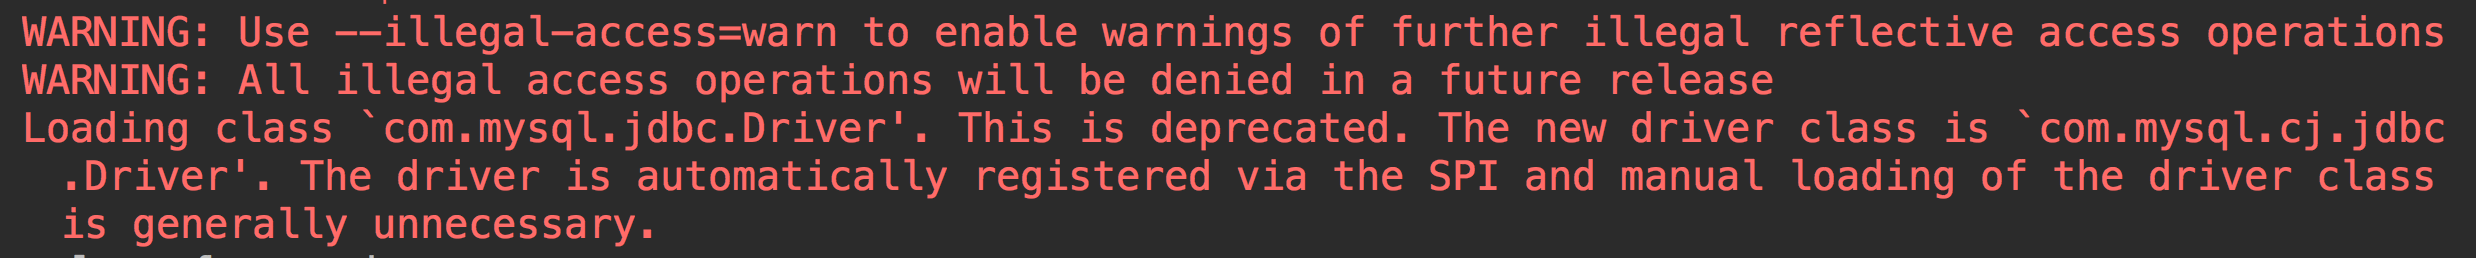 WARNING: Use --illegal-access=warn to enable warnings of further illegal reflective access operations
WARNING: All illegal access operations will be denied in a future release
Loading class `com.mysql.jdbc.Driver'. This is deprecated. The new driver class is `com.mysql.cj.jdbc
.Driver'. The driver is automatically registered via the SPI and manual loading of the driver class
is generally unnecessary.